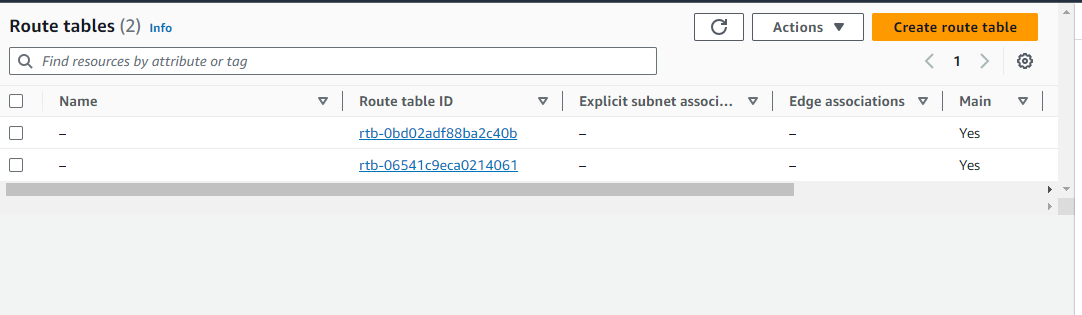 Route tables (2) Info
Actions
Create route table
Find resources by attribute or tag
1
Name Route table ID Explicit subnet associ... Edge associations Main
– rtb-0bd02adf88ba2c40b – – Yes
– rtb-06541c9eca0214061 – – Yes